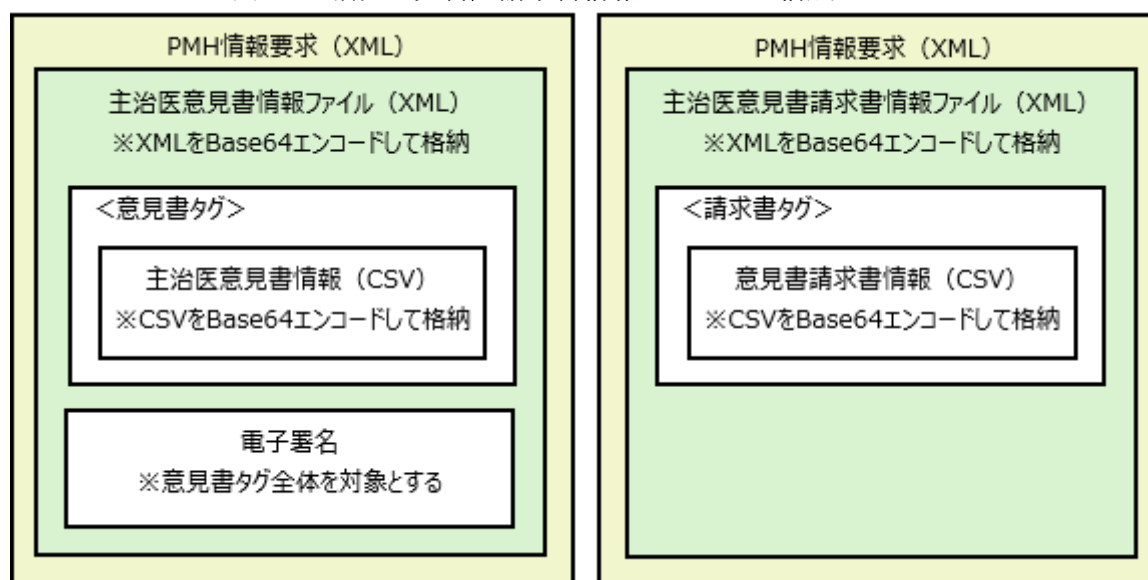 PMH情報要求（XML）
主治医意見書情報ファイル（XML）
※XMLをBase64エンコードして格納
＜意見書タグ＞
主治医意見書情報（CSV）
※CSVをBase64エンコードして格納
電子署名
※意見書タグ全体を対象とする
PMH情報要求（XML）
主治医意見書請求書情報ファイル（XML）
※XMLをBase64エンコードして格納
＜請求書タグ＞
意見書請求書情報（CSV）
※CSVをBase64エンコードして格納